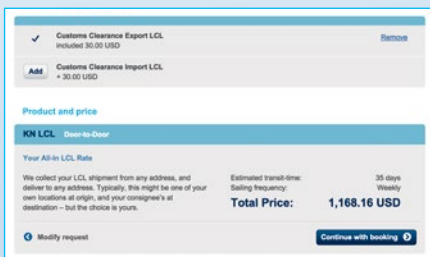 Customs Clearance Export LCL
Remove
included 30.00 USD
Add
Customs Clearance Import LCL
+ 30.00 USD
Product and price
KN LCL Door-to-Door
Your All-in LCL Rate
We collect your LCL shipment from any address, and
deliver to any address. Typically, this might be one of your
own locations at origin, and your consignee's at
destination – but the choice is yours.
Estimated transit-time: 35 days
Sailing frequency: Weekly
Total Price: 1,168.16 USD
Modify request
Continue with booking